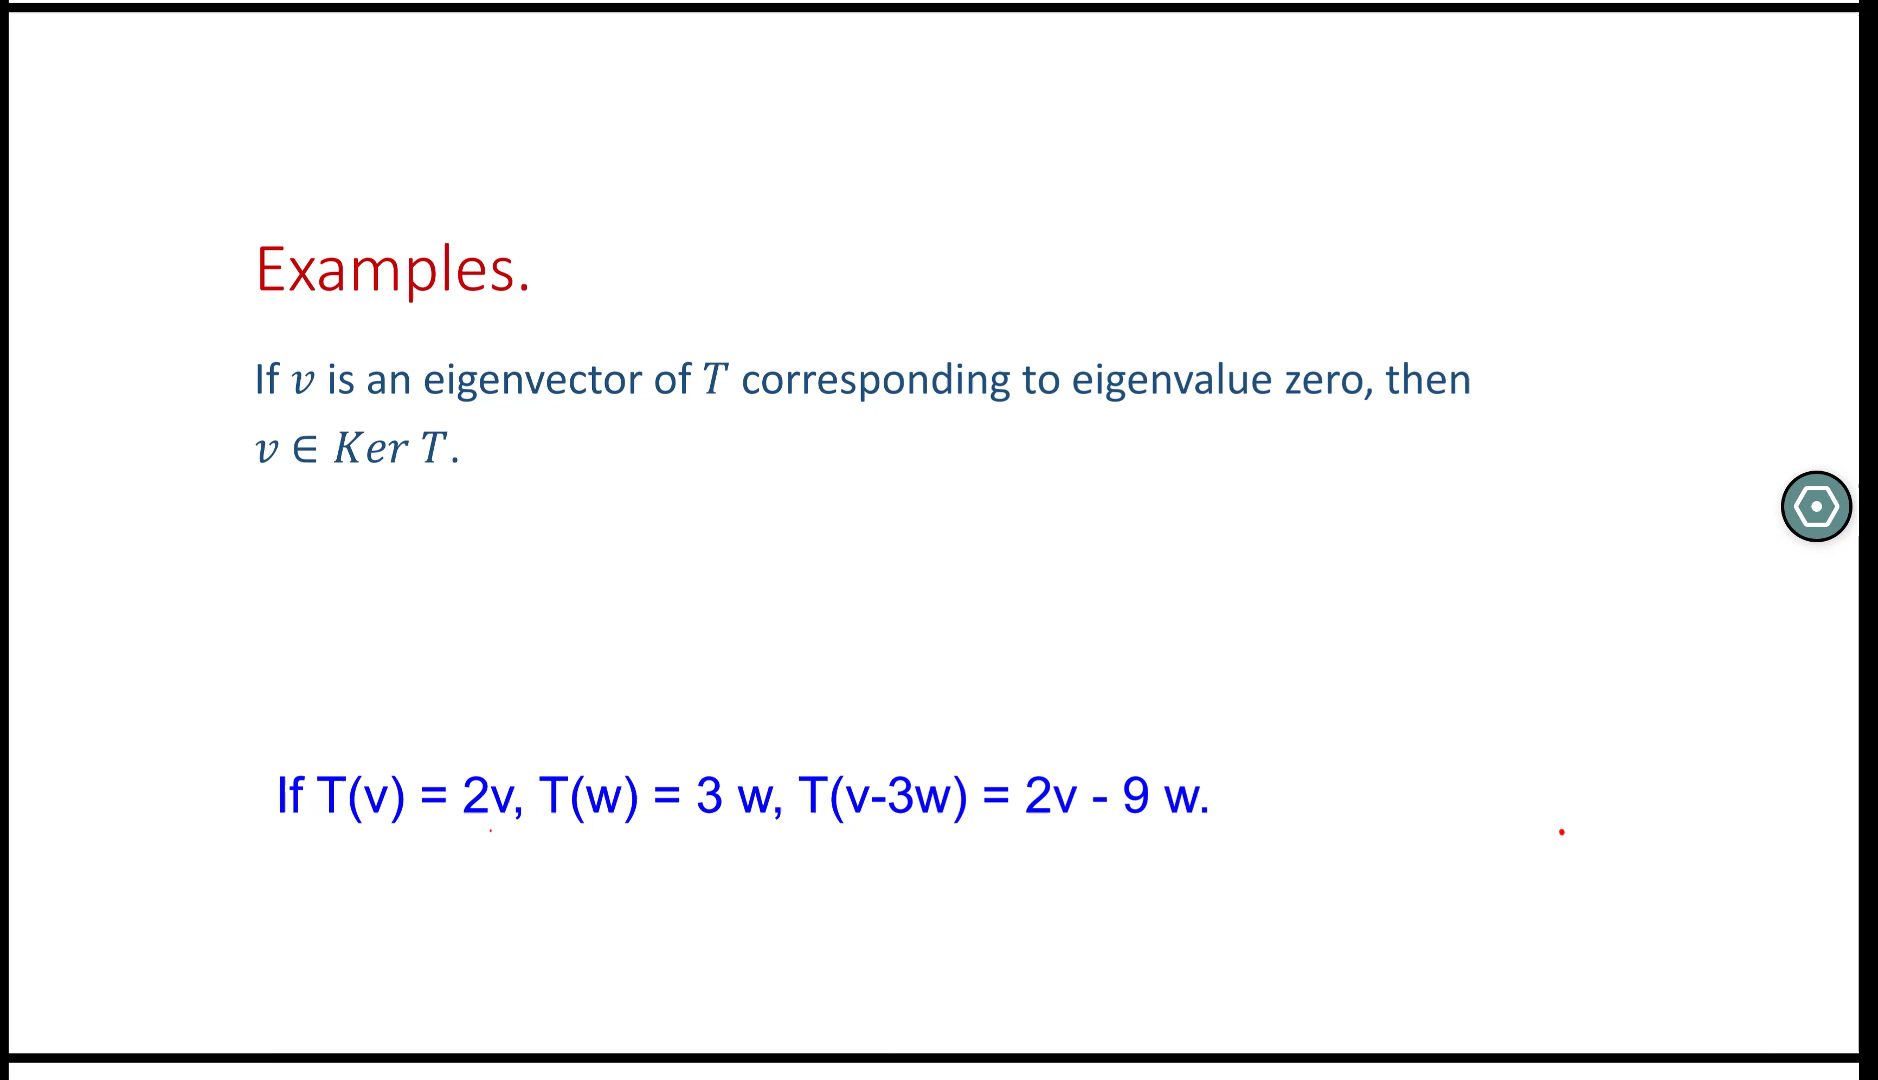 Examples.
If 𝑣 is an eigenvector of 𝑇 corresponding to eigenvalue zero, then
𝑣 ∈ 𝐾𝑒𝑟 𝑇.
If T(v) = 2v, T(w) = 3 w, T(v-3w) = 2v - 9 w.